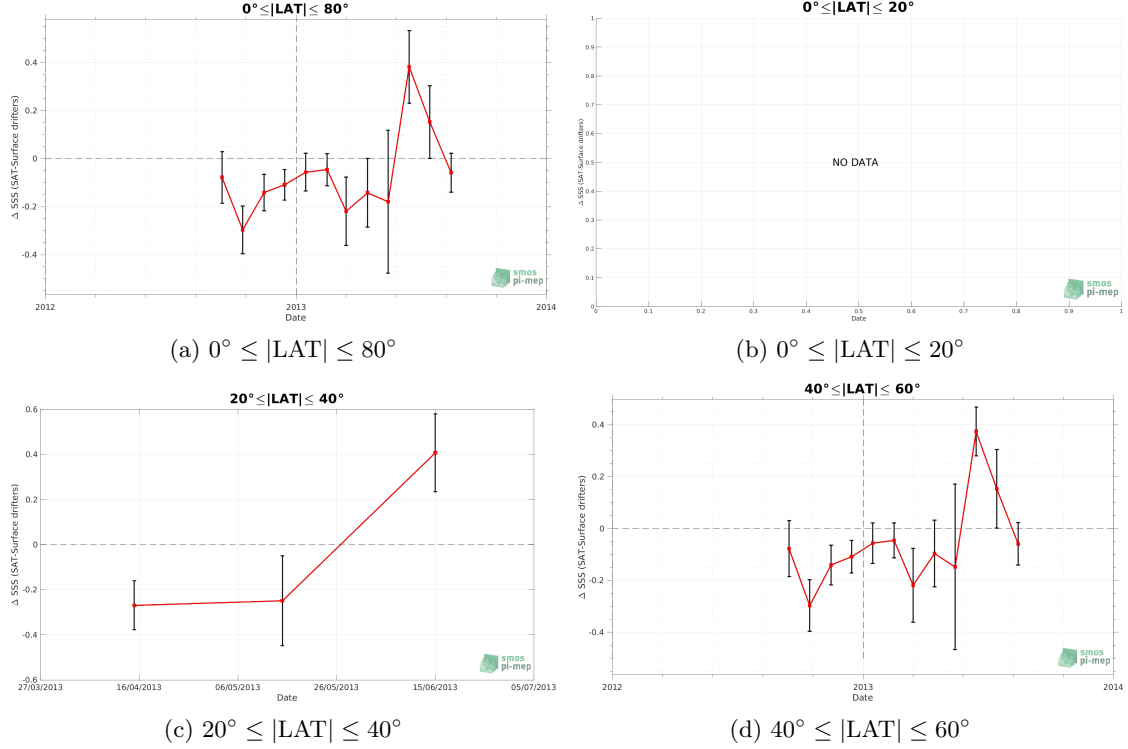 0°≤|LAT|≤ 80°
0.4
0.2
0
-0.2
-0.4
Δ SSS (SAT-Surface drifters)
2012
2013
2014
Date
smos
pi-mep
(a) 0° ≤ |LAT| ≤ 80°
0°≤|LAT|≤ 20°
1
0.9
0.8
0.7
0.6
0.5
0.4
0.3
0.2
0.1
0
Δ SSS (SAT-Surface drifters)
NO DATA
0
0.1
0.2
0.3
0.4
0.5
0.6
0.7
0.8
0.9
1
Date
smos
pi-mep
(b) 0° ≤ |LAT| ≤ 20°
20°≤|LAT|≤ 40°
0.6
0.4
0.2
0
-0.2
-0.4
-0.6
Δ SSS (SAT-Surface drifters)
27/03/2013
16/04/2013
06/05/2013
26/05/2013
15/06/2013
05/07/2013
Date
smos
pi-mep
(c) 20° ≤ |LAT| ≤ 40°
40°≤|LAT|≤ 60°
0.4
0.2
0
-0.2
-0.4
Δ SSS (SAT-Surface drifters)
2012
2013
2014
Date
smos
pi-mep
(d) 40° ≤ |LAT| ≤ 60°